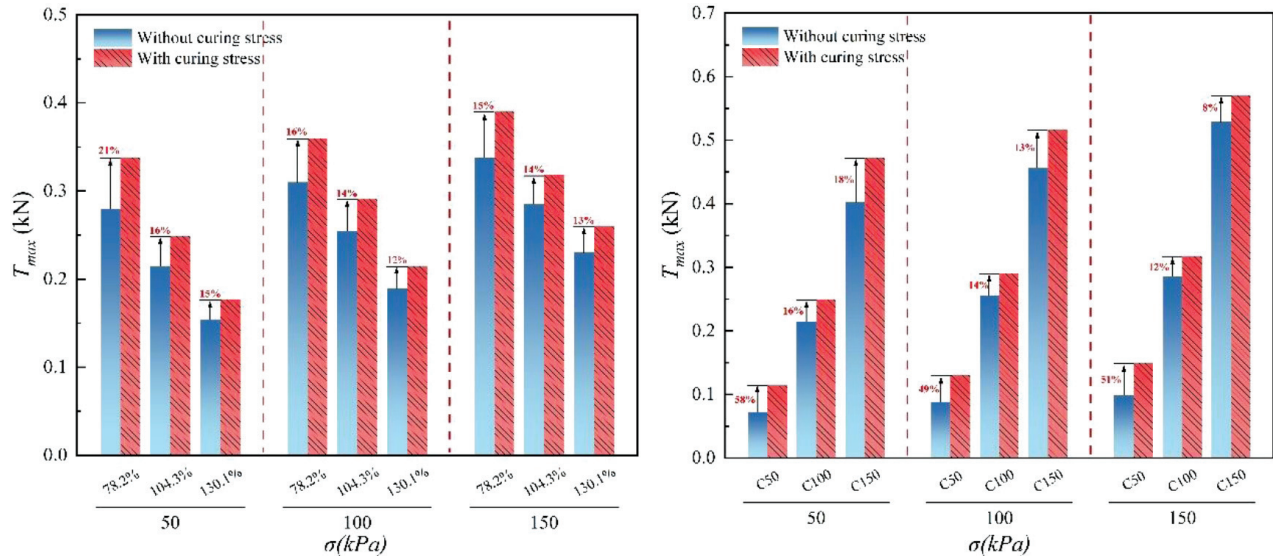 0.5
0.4
0.3
0.2
0.1
0.0
T_max (kN)
Without curing stress
With curing stress
21%
16%
15%
16%
14%
12%
15%
14%
13%
78.2%
104.3%
130.1%
78.2%
104.3%
130.1%
78.2%
104.3%
130.1%
50
100
150
σ(kPa)
0.7
0.6
0.5
0.4
0.3
0.2
0.1
0.0
T_max (kN)
Without curing stress
With curing stress
58%
16%
18%
49%
14%
13%
51%
12%
8%
C50
C100
C150
C50
C100
C150
C50
C100
C150
50
100
150
σ(kPa)